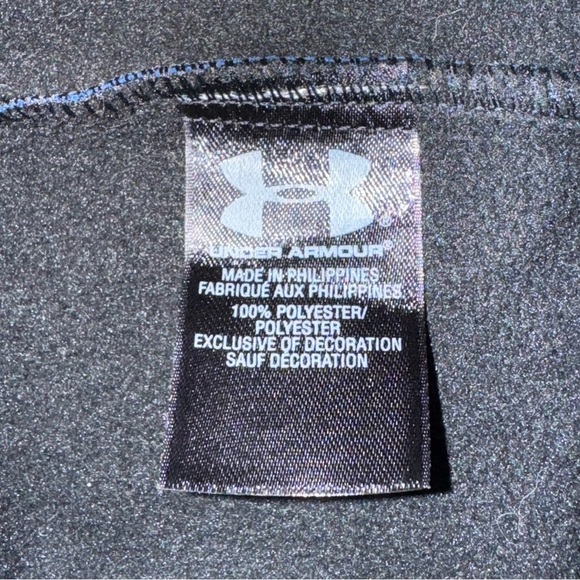 UNDER ARMOUR®
MADE IN PHILIPPINES
FABRIQUÉ AUX PHILIPPINES
100% POLYESTER/
POLYESTER
EXCLUSIVE OF DECORATION
SAUF DÉCORATION